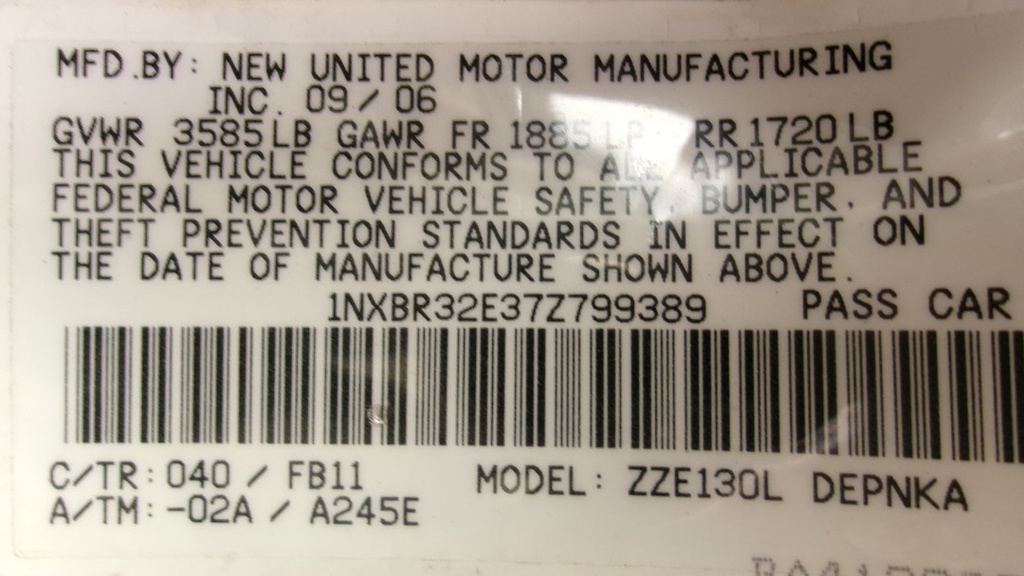 MFD.BY: NEW UNITED MOTOR MANUFACTURING
INC. 09/06
GVWR 3585LB GAWR FR 1885LB RR1720LB
THIS VEHICLE CONFORMS TO ALL APPLICABLE
FEDERAL MOTOR VEHICLE SAFETY, BUMPER, AND
THEFT PREVENTION STANDARDS IN EFFECT ON
THE DATE OF MANUFACTURE SHOWN ABOVE.
1NXBR32E37Z799389 PASS CAR
C/TR: 040 / FB11 MODEL: ZZE130L DEPNKA
A/TM: -02A / A245E